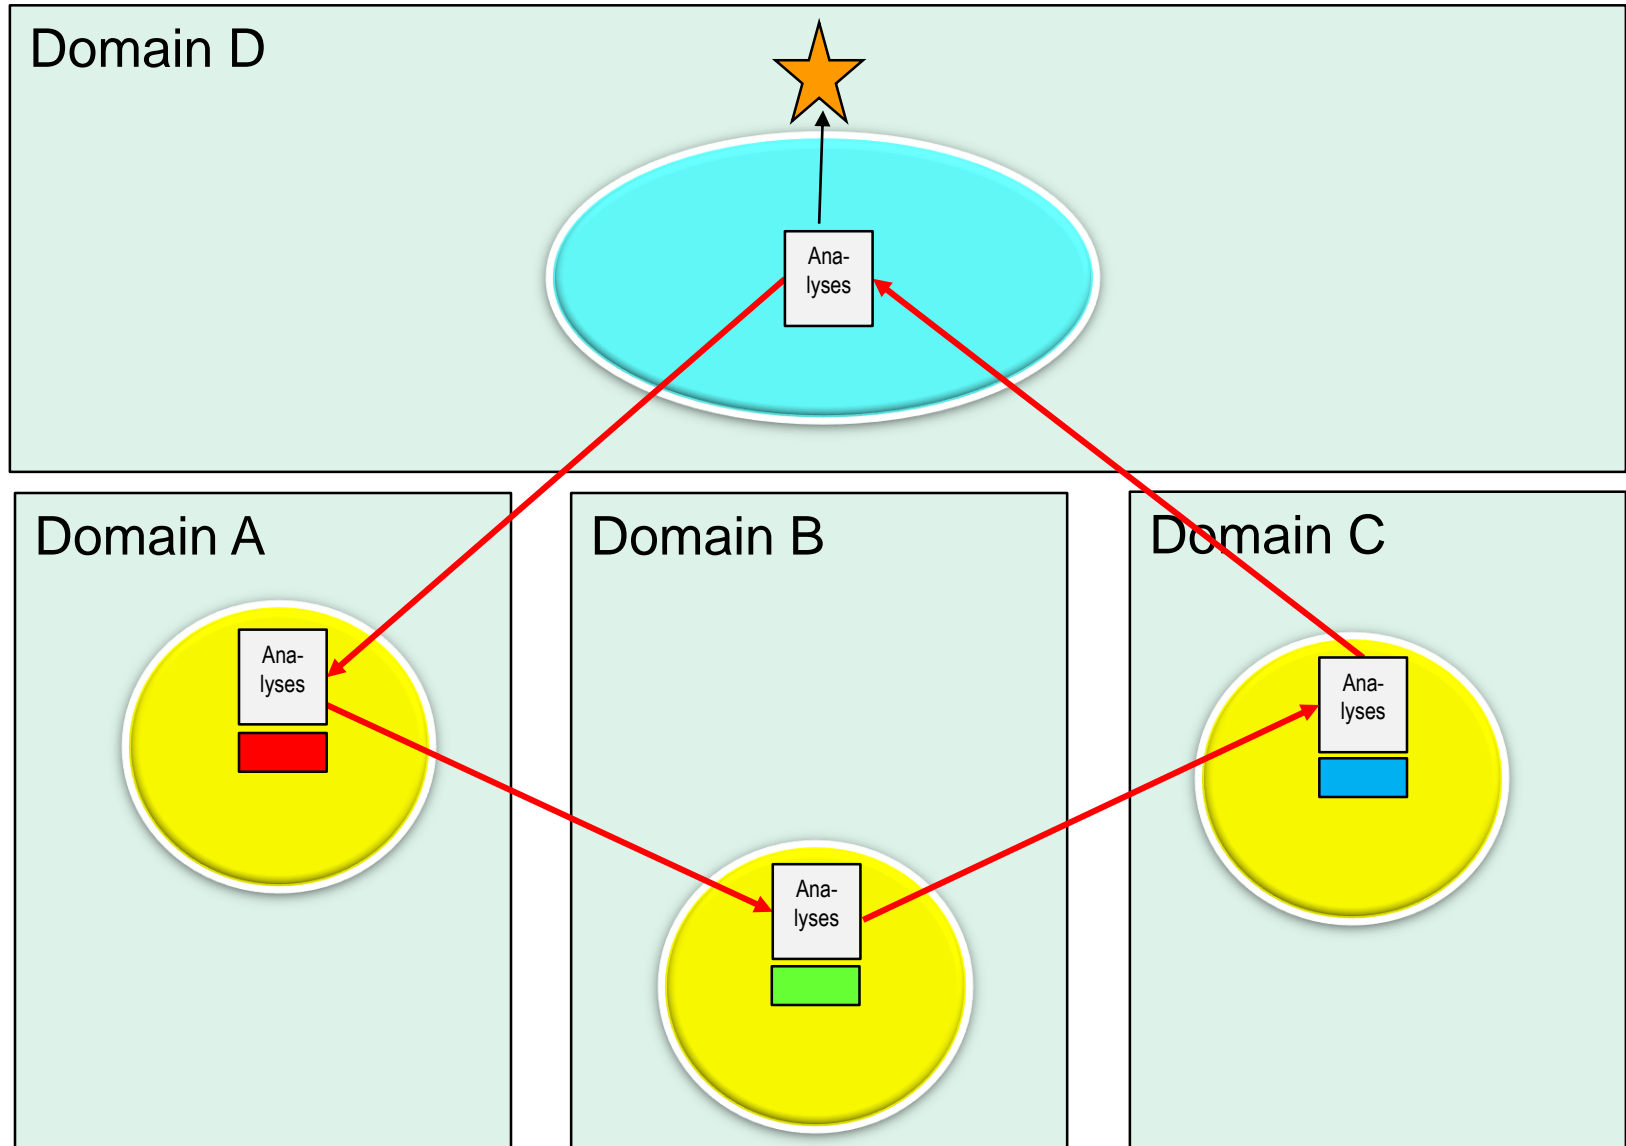 Domain D
Ana-
lyses
Domain A
Domain B
Domain C
Ana-
lyses
Ana-
lyses
Ana-
lyses